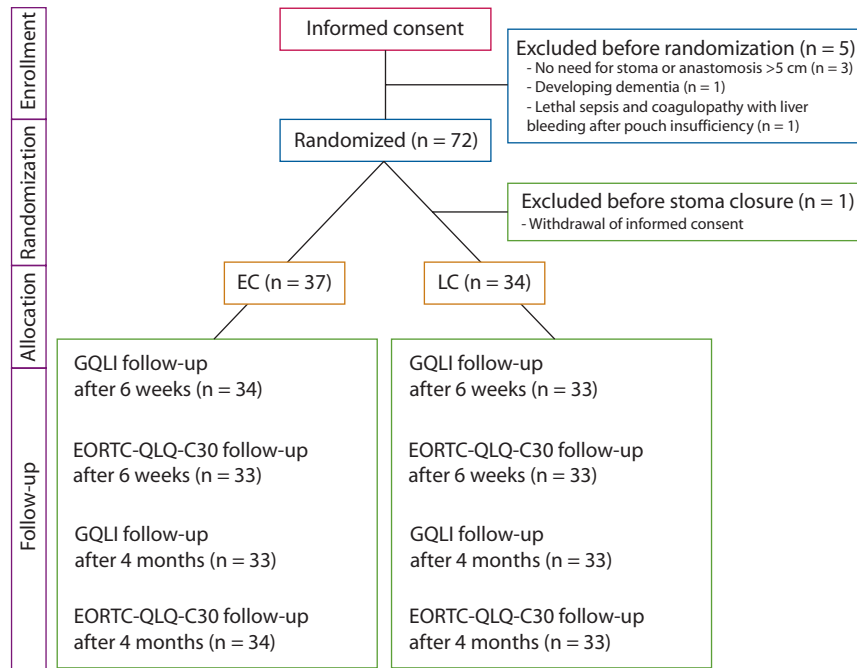 Enrollment
Informed consent
Excluded before randomization (n = 5)
- No need for stoma or anastomosis >5 cm (n = 3)
- Developing dementia (n = 1)
- Lethal sepsis and coagulopathy with liver
bleeding after pouch insufficiency (n = 1)
Randomization
Randomized (n = 72)
Excluded before stoma closure (n = 1)
- Withdrawal of informed consent
Allocation
EC (n = 37)
LC (n = 34)
Follow-up
GQLI follow-up
after 6 weeks (n = 34)
EORTC-QLQ-C30 follow-up
after 6 weeks (n = 33)
GQLI follow-up
after 4 months (n = 33)
EORTC-QLQ-C30 follow-up
after 4 months (n = 34)
GQLI follow-up
after 6 weeks (n = 33)
EORTC-QLQ-C30 follow-up
after 6 weeks (n = 33)
GQLI follow-up
after 4 months (n = 33)
EORTC-QLQ-C30 follow-up
after 4 months (n = 33)